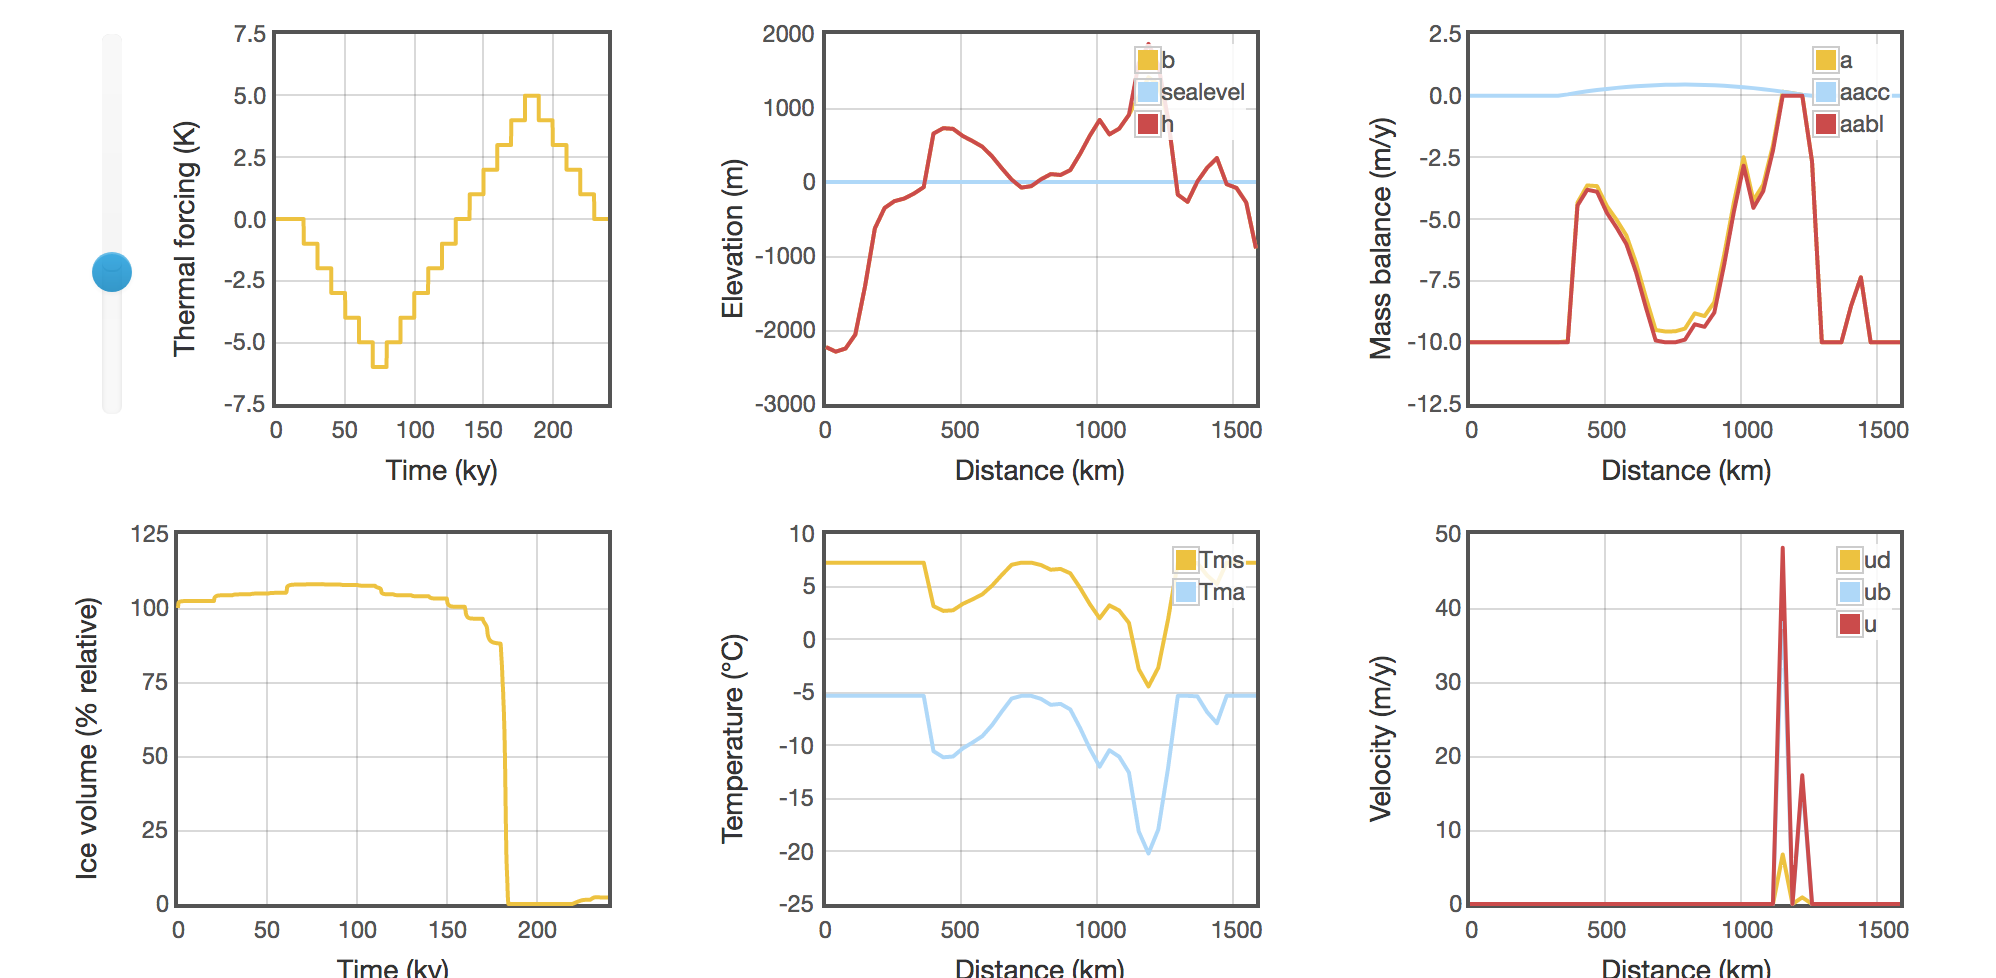 7.5
5.0
2.5
0.0
-2.5
-5.0
-7.5
Thermal forcing (K)
0 50 100 150 200
Time (ky)
2000
1000
0
-1000
-2000
-3000
Elevation (m)
b
sealevel
h
0 500 1000 1500
Distance (km)
2.5
0.0
-2.5
-5.0
-7.5
-10.0
-12.5
Mass balance (m/y)
a
aacc
aabl
0 500 1000 1500
Distance (km)
125
100
75
50
25
0
Ice volume (% relative)
0 50 100 150 200
Time (ky)
10
5
0
-5
-10
-15
-20
-25
Temperature (°C)
Tms
Tma
0 500 1000 1500
Distance (km)
50
40
30
20
10
0
Velocity (m/y)
ud
ub
u
0 500 1000 1500
Distance (km)